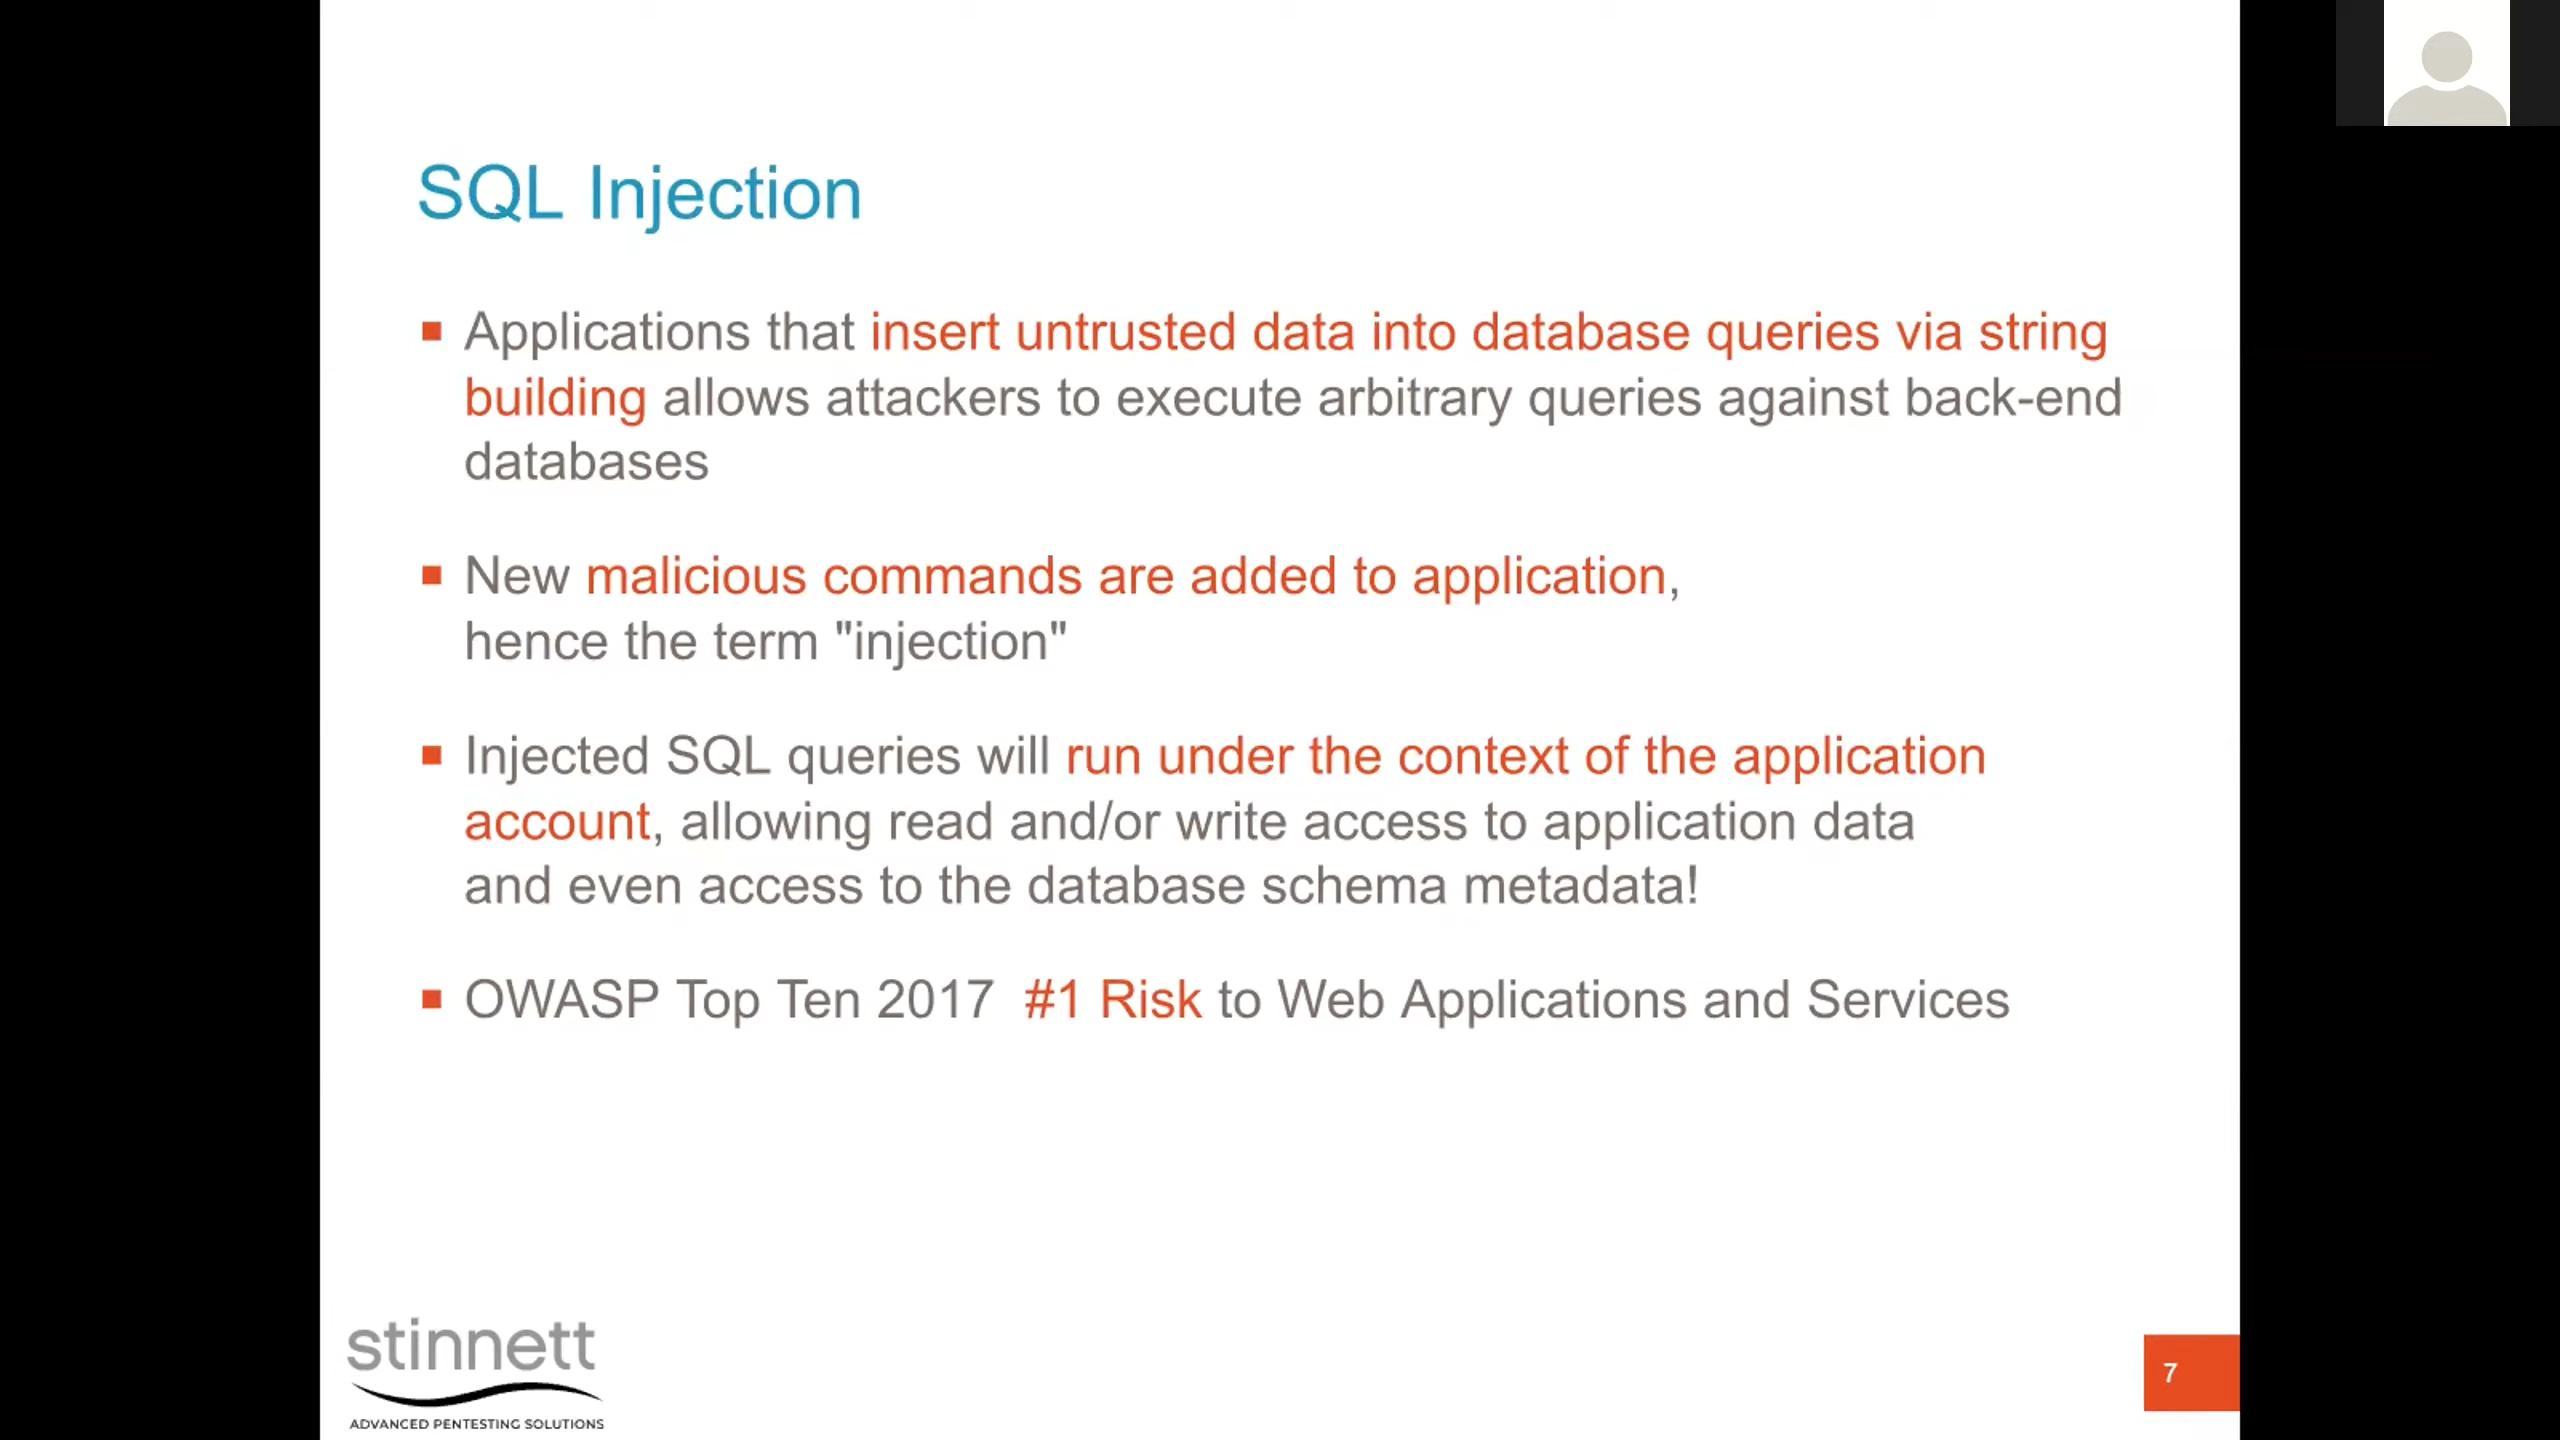 SQL Injection
Applications that insert untrusted data into database queries via string
building allows attackers to execute arbitrary queries against back-end
databases
New malicious commands are added to application,
hence the term "injection"
Injected SQL queries will run under the context of the application
account, allowing read and/or write access to application data
and even access to the database schema metadata!
OWASP Top Ten 2017  #1 Risk to Web Applications and Services
stinnett
ADVANCED PENTESTING SOLUTIONS
7